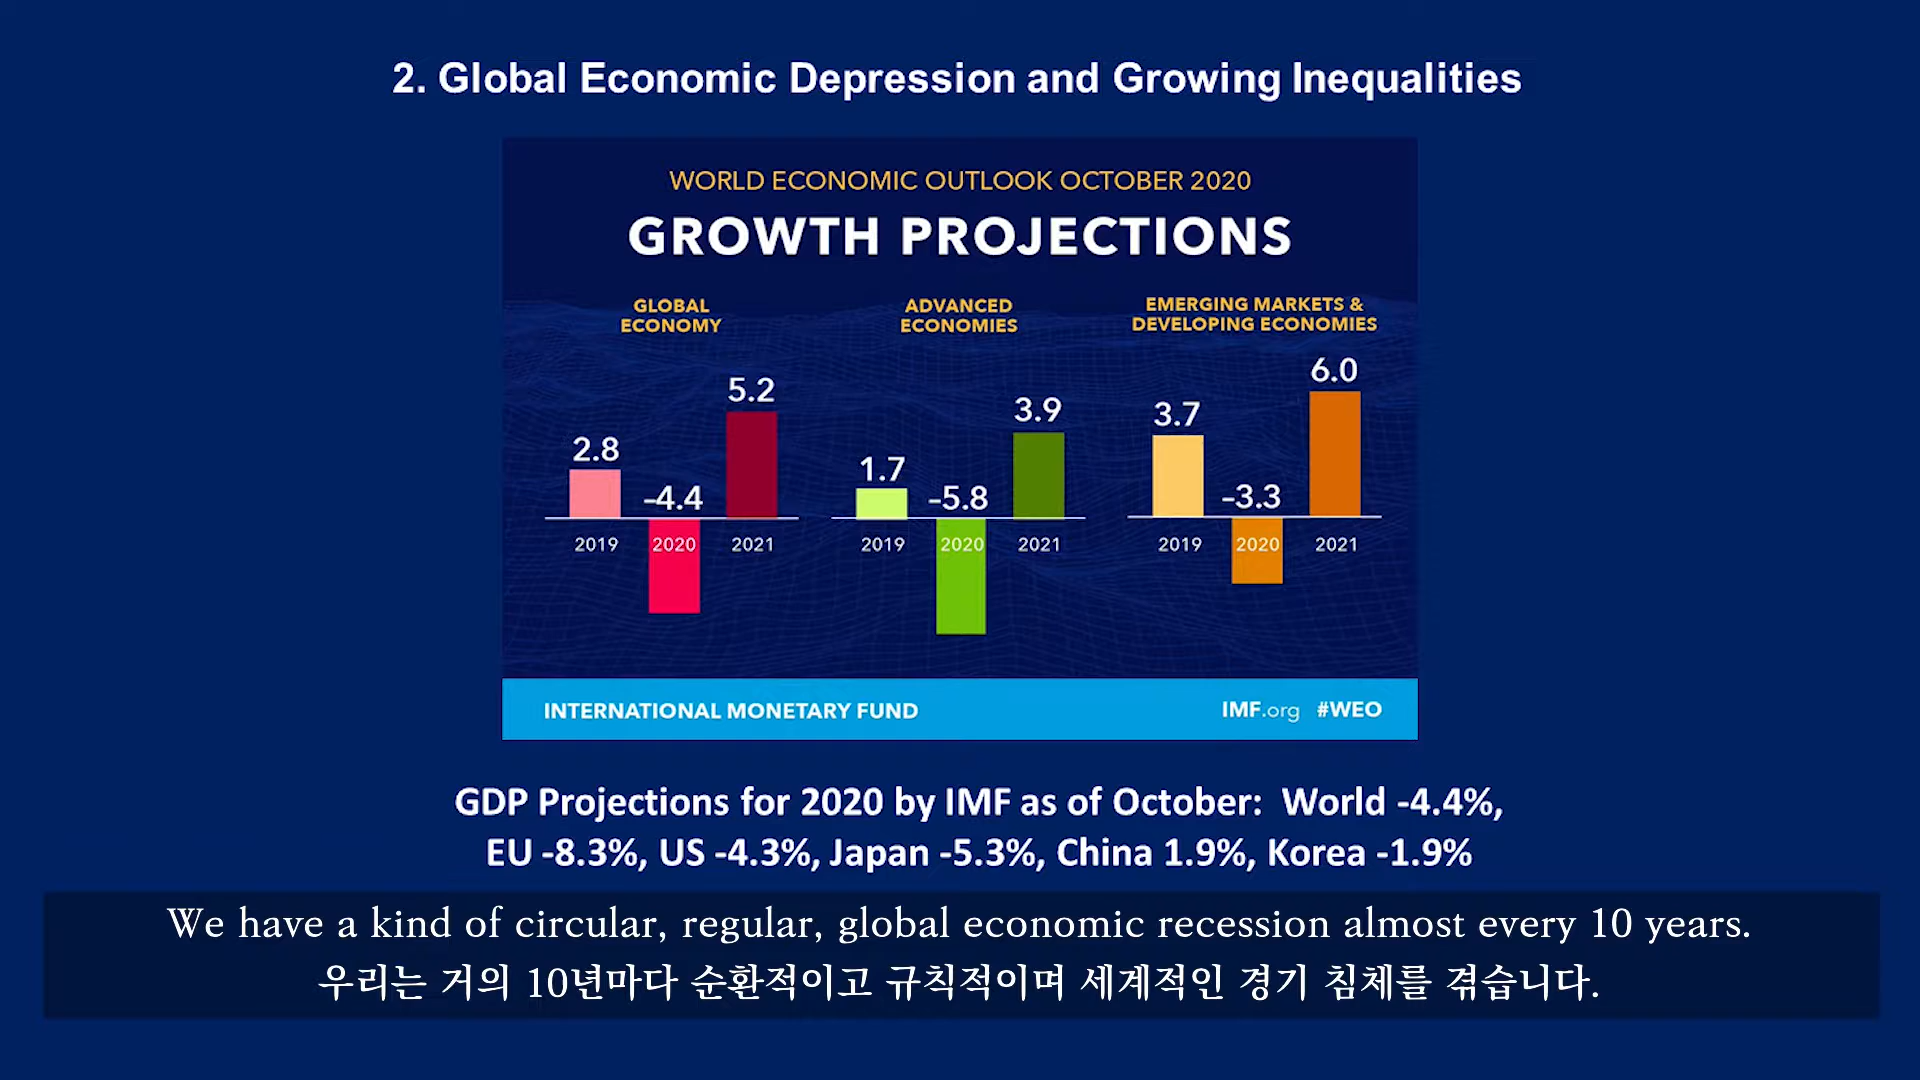 2. Global Economic Depression and Growing Inequalities
WORLD ECONOMIC OUTLOOK OCTOBER 2020
GROWTH PROJECTIONS
GLOBAL
ECONOMY
2.8
-4.4
5.2
2019
2020
2021
ADVANCED
ECONOMIES
1.7
-5.8
3.9
2019
2020
2021
EMERGING MARKETS &
DEVELOPING ECONOMIES
3.7
-3.3
6.0
2019
2020
2021
INTERNATIONAL MONETARY FUND
IMF.org #WEO
GDP Projections for 2020 by IMF as of October: World -4.4%,
EU -8.3%, US -4.3%, Japan -5.3%, China 1.9%, Korea -1.9%
We have a kind of circular, regular, global economic recession almost every 10 years.
우리는 거의 10년마다 순환적이고 규칙적이며 세계적인 경기 침체를 겪습니다.